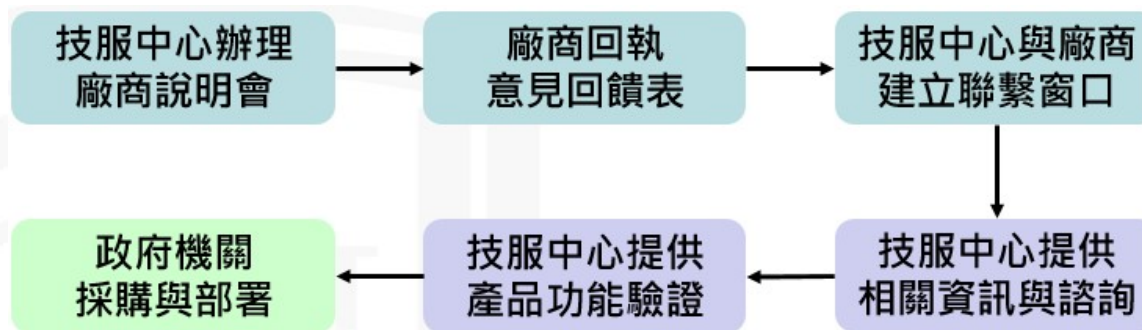 技服中心辦理
廠商說明會
廠商回執
意見回饋表
技服中心與廠商
建立聯繫窗口
技服中心提供
相關資訊與諮詢
技服中心提供
產品功能驗證
政府機關
採購與部署